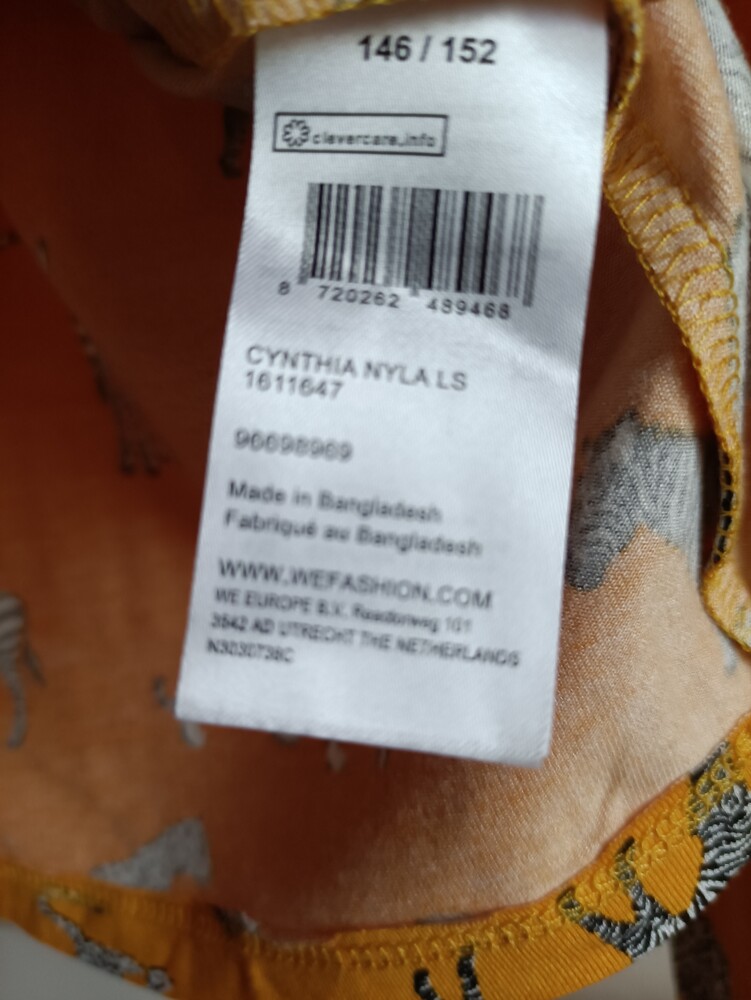 146 / 152
clevercare.info
8 720262 489468
CYNTHIA NYLA LS
1611647
96698969
Made in Bangladesh
Fabriqué au Bangladesh
WWW.WEFASHION.COM
WE EUROPE B.V. Reactorweg 101
3542 AD UTRECHT THE NETHERLANDS
N3030738C